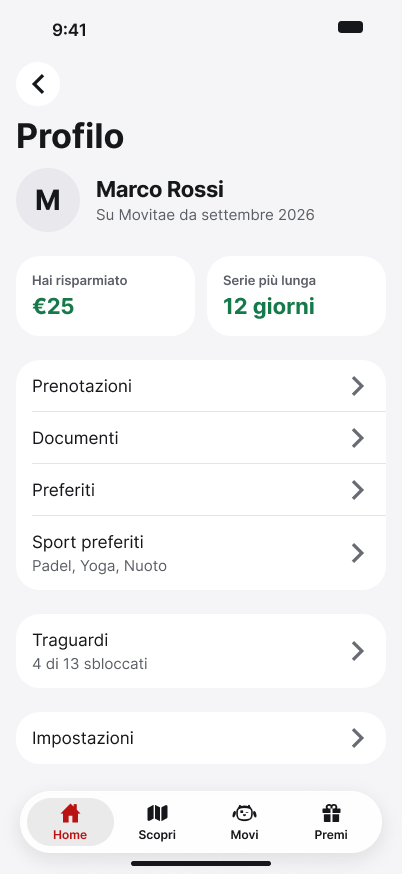 9:41
Profilo
M
Marco Rossi
Su Movitae da settembre 2026
Hai risparmiato
€25
Serie più lunga
12 giorni
Prenotazioni
Documenti
Preferiti
Sport preferiti
Padel, Yoga, Nuoto
Traguardi
4 di 13 sbloccati
Impostazioni
Home
Scopri
Movi
Premi